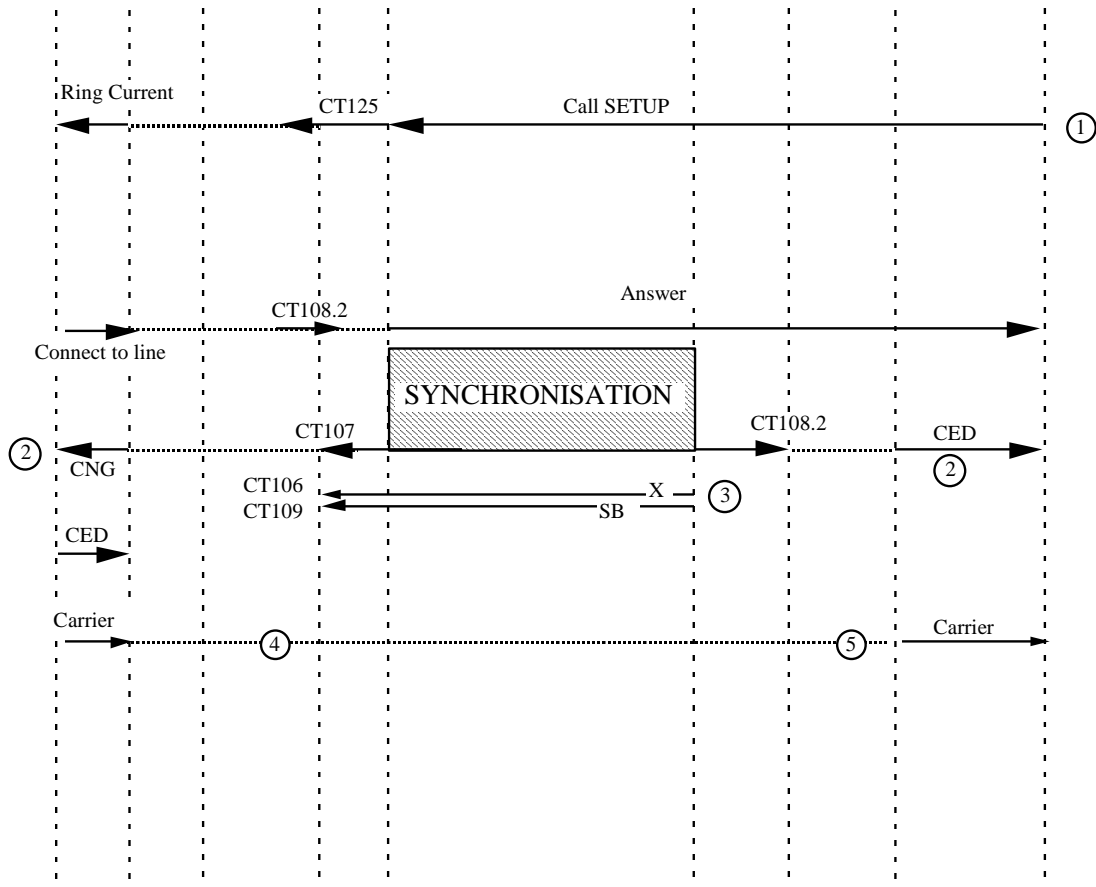 Ring Current
CT125
Call SETUP
1
CT108.2
Answer
Connect to line
SYNCHRONISATION
2
CT107
CT108.2
CED
CNG
2
CT106
X
3
CT109
SB
CED
Carrier
4
5
Carrier